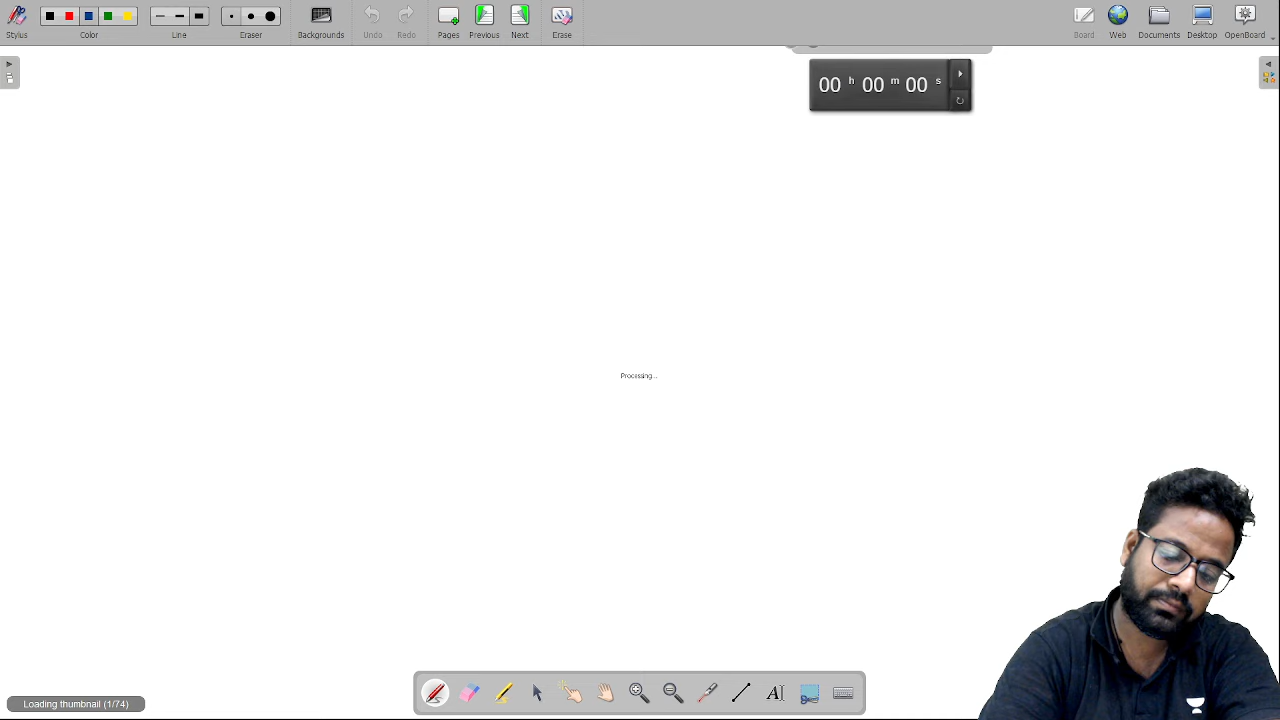 Stylus Color Line Eraser Backgrounds Undo Redo Pages Previous Next Erase Board Web Documents Desktop OpenBoard
00 h 00 m 00 s
Processing...
Loading thumbnail (1/74)